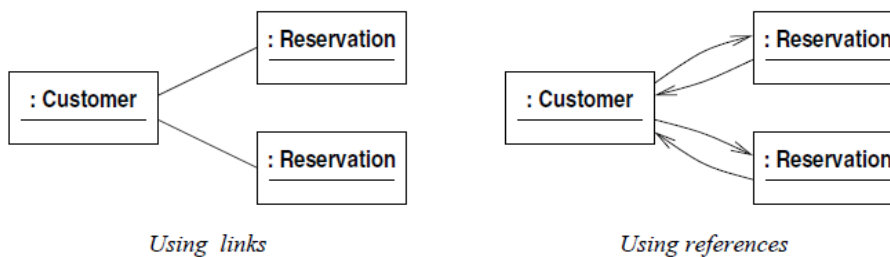 : Reservation
: Customer
: Reservation
Using links
: Reservation
: Customer
: Reservation
Using references